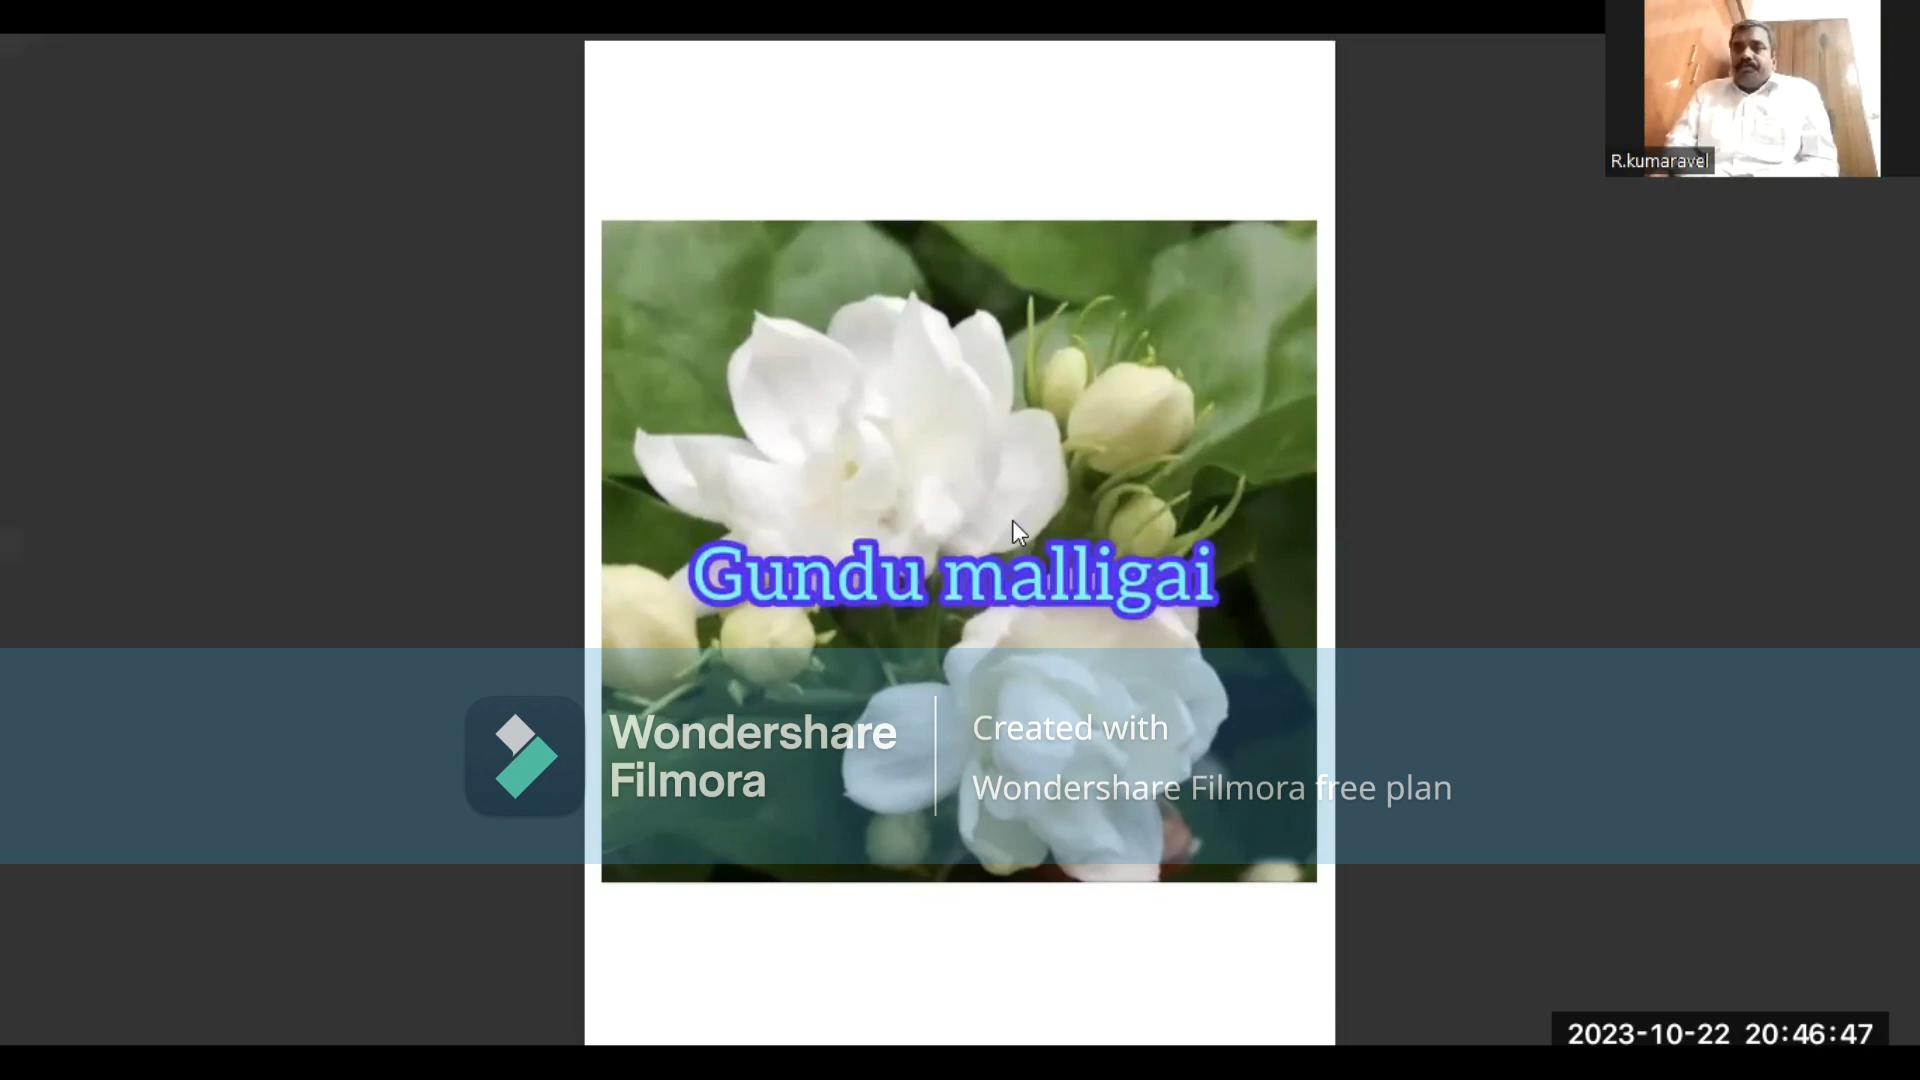 R.kumaravel
Gundu malligai
Wondershare
Filmora
Created with
Wondershare Filmora free plan
2023-10-22 20:46:47